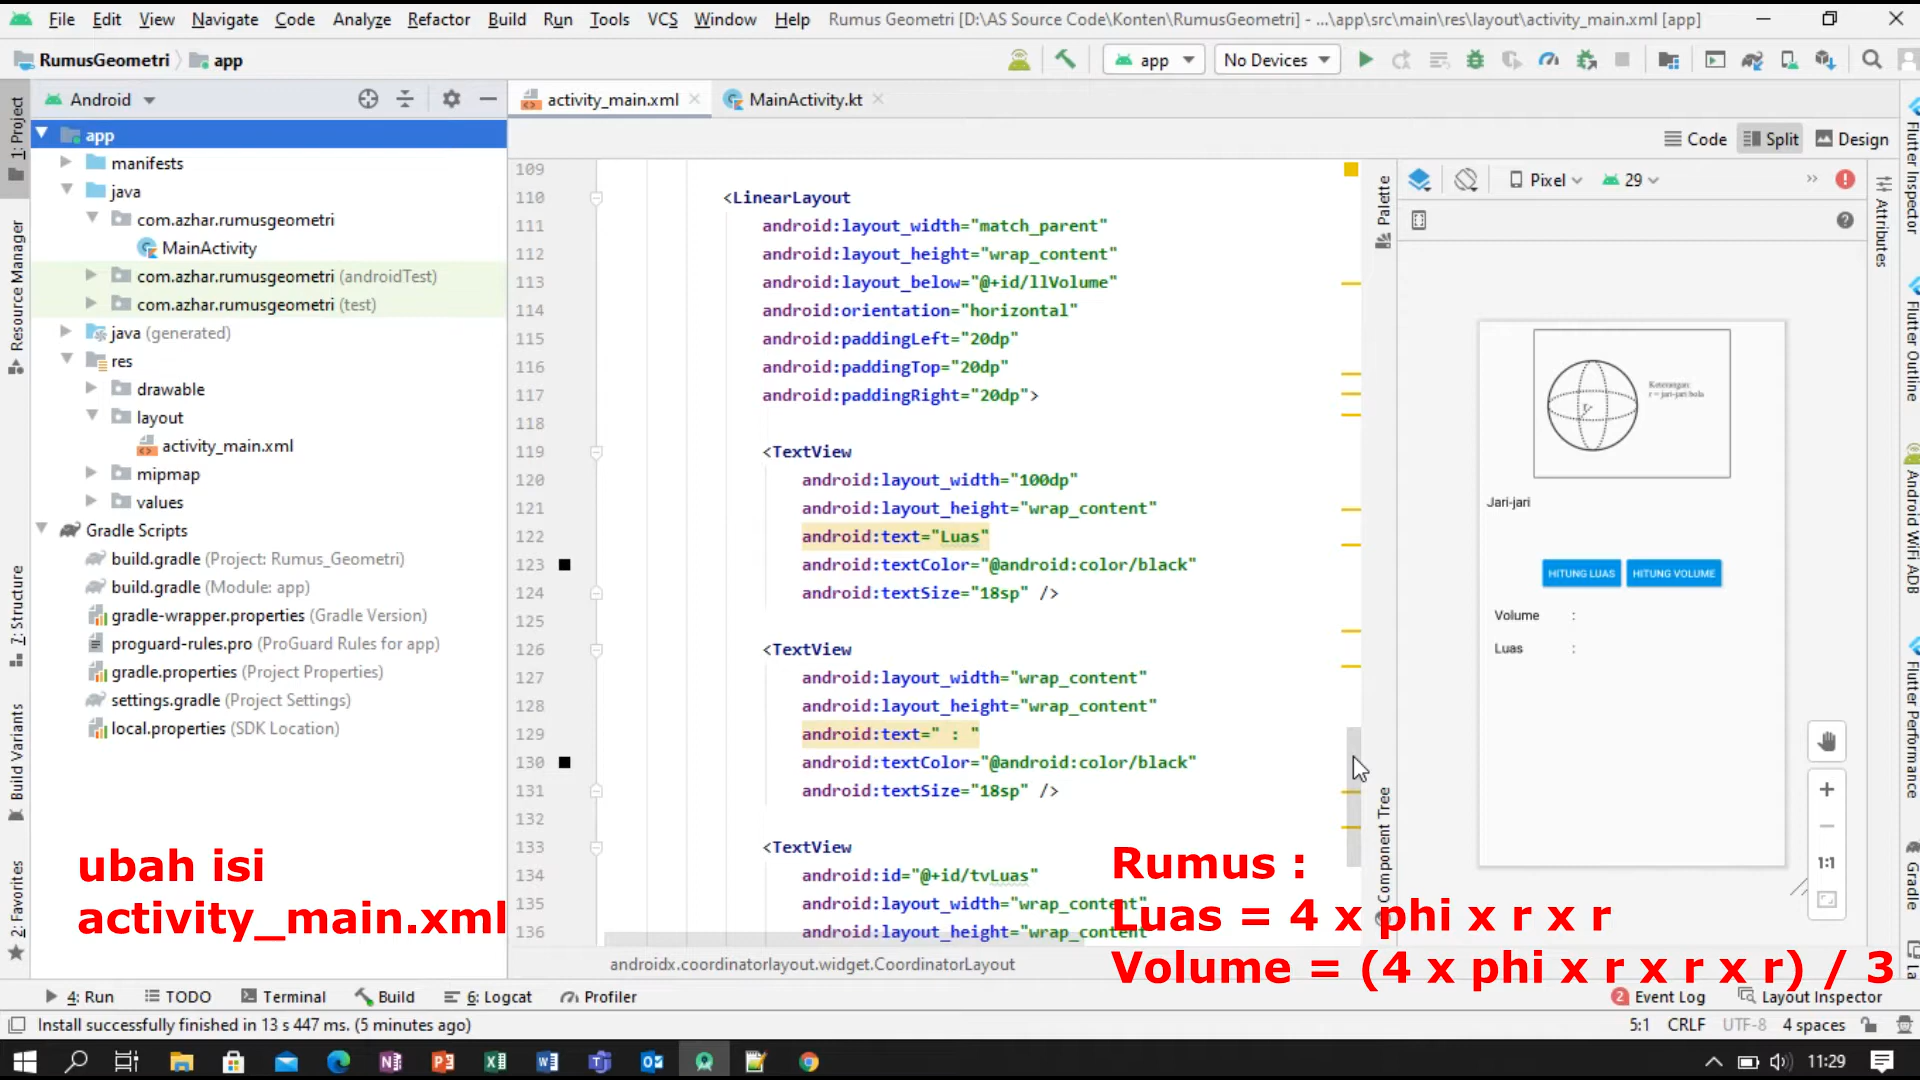 File Edit View Navigate Code Analyze Refactor Build Run Tools VCS Window Help Rumus Geometri [D:\AS Source Code\Konten\RumusGeometri] - ...\app\src\main\res\layout\activity_main.xml [app]
RumusGeometri app
app No Devices
Android
activity_main.xml MainActivity.kt
Code Split Design
1: Project
Resource Manager
7: Structure
Build Variants
2: Favorites
app
manifests
java
com.azhar.rumusgeometri
MainActivity
com.azhar.rumusgeometri (androidTest)
com.azhar.rumusgeometri (test)
java (generated)
res
drawable
layout
activity_main.xml
mipmap
values
Gradle Scripts
build.gradle (Project: Rumus_Geometri)
build.gradle (Module: app)
gradle-wrapper.properties (Gradle Version)
proguard-rules.pro (ProGuard Rules for app)
gradle.properties (Project Properties)
settings.gradle (Project Settings)
local.properties (SDK Location)
109
110 <LinearLayout
111 android:layout_width="match_parent"
112 android:layout_height="wrap_content"
113 android:layout_below="@+id/llVolume"
114 android:orientation="horizontal"
115 android:paddingLeft="20dp"
116 android:paddingTop="20dp"
117 android:paddingRight="20dp">
118
119 <TextView
120 android:layout_width="100dp"
121 android:layout_height="wrap_content"
122 android:text="Luas"
123 android:textColor="@android:color/black"
124 android:textSize="18sp" />
125
126 <TextView
127 android:layout_width="wrap_content"
128 android:layout_height="wrap_content"
129 android:text=" : "
130 android:textColor="@android:color/black"
131 android:textSize="18sp" />
132
133 <TextView
134 android:id="@+id/tvLuas"
135 android:layout_width="wrap_content"
136 android:layout_height="wrap_content"
androidx.coordinatorlayout.widget.CoordinatorLayout
Palette
Component Tree
Pixel 29
Keterangan:
r = jari-jari bola
r
Jari-jari
HITUNG LUAS HITUNG VOLUME
Volume :
Luas :
1:1
Attributes
Flutter Inspector
Flutter Outline
Android WiFi ADB
Flutter Performance
Gradle
ubah isi
activity_main.xml
Rumus :
Luas = 4 x phi x r x r
Volume = (4 x phi x r x r x r) / 3
4: Run TODO Terminal Build 6: Logcat Profiler 2 Event Log Layout Inspector
Install successfully finished in 13 s 447 ms. (5 minutes ago) 5:1 CRLF UTF-8 4 spaces
11:29